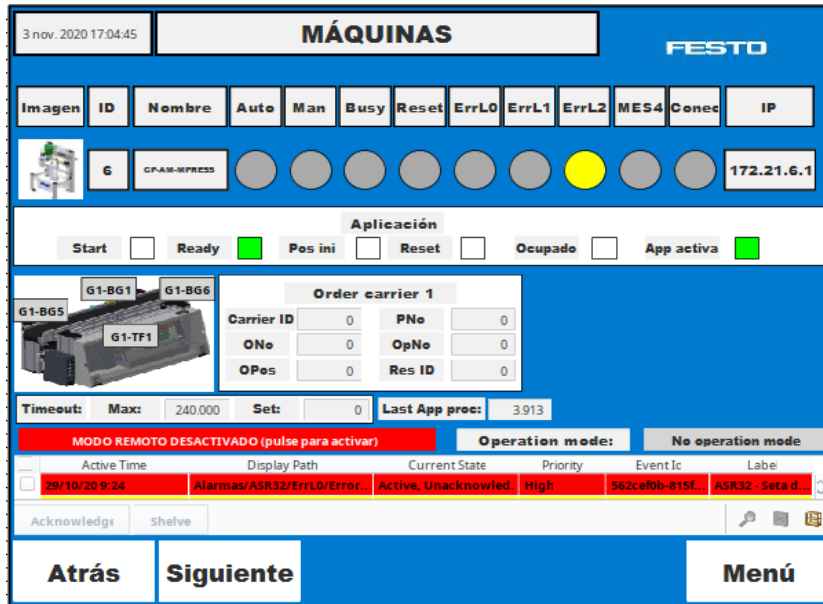 3 nov. 2020 17:04:45
MÁQUINAS
FESTO
Imagen ID Nombre Auto Man Busy Reset ErrL0 ErrL1 ErrL2 MES4 Conec IP
6 CP-AM-MPRESS 172.21.6.1
Aplicación
Start Ready Pos ini Reset Ocupado App activa
G1-BG1 G1-BG6
G1-BG5
G1-TF1
Order carrier 1
Carrier ID 0 PNo 0
ONo 0 OpNo 0
OPos 0 Res ID 0
Timeout: Max: 240.000 Set: 0 Last App proc: 3.913
MODO REMOTO DESACTIVADO (pulse para activar) Operation mode: No operation mode
Active Time Display Path Current State Priority Event Id Label
29/10/20 9:24 Alarmas/ASR32/ErrL0/Error... Active, Unacknowled... High 562cef0b-815f... ASR32 - Seta d...
Acknowledge Shelve
Atrás Siguiente Menú